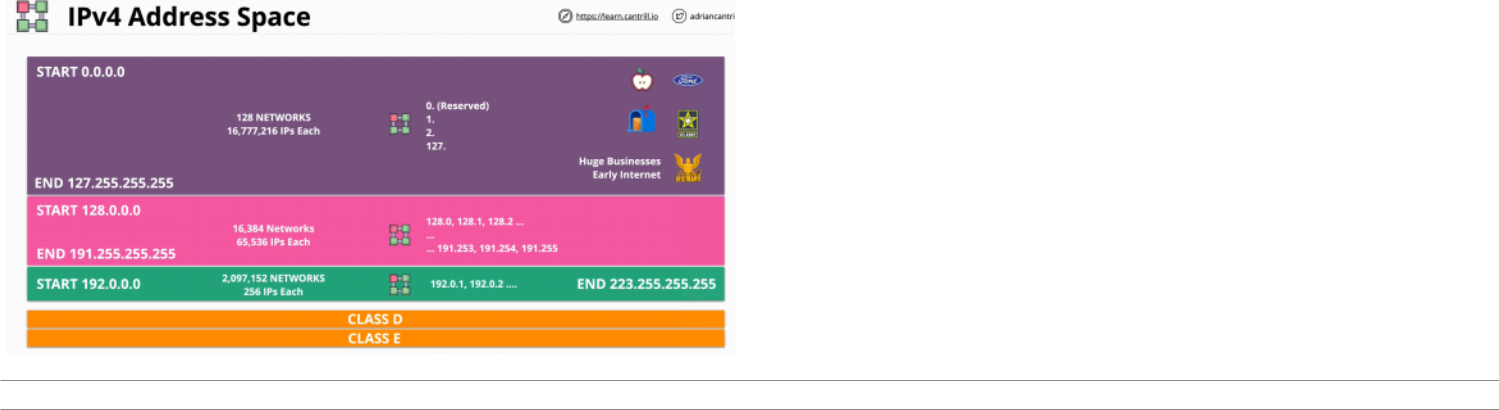 IPv4 Address Space
https://learn.cantrill.io
adriancantri
START 0.0.0.0
128 NETWORKS
16,777,216 IPs Each
0. (Reserved)
1.
2.
127.
Ford
Huge Businesses
Early Internet
END 127.255.255.255
START 128.0.0.0
16,384 Networks
65,536 IPs Each
128.0, 128.1, 128.2 ...
...
... 191.253, 191.254, 191.255
END 191.255.255.255
START 192.0.0.0
2,097,152 NETWORKS
256 IPs Each
192.0.1, 192.0.2 ....
END 223.255.255.255
CLASS D
CLASS E